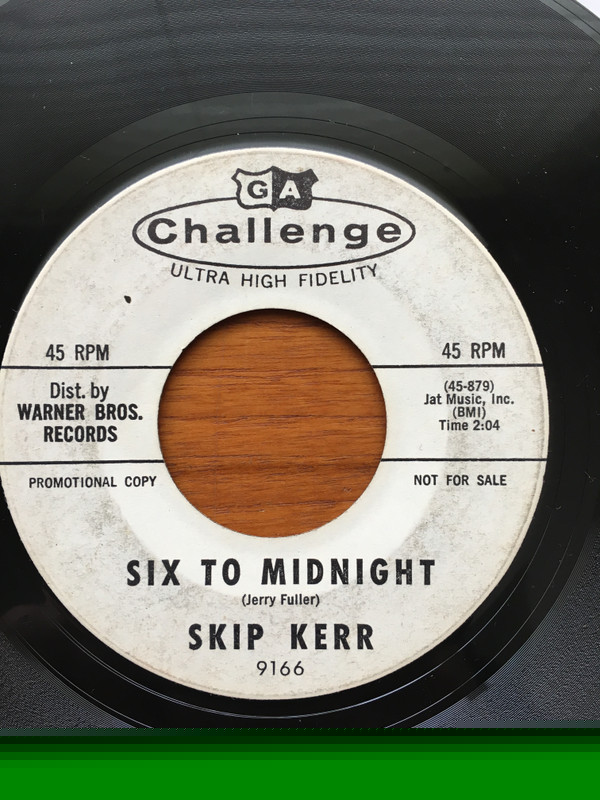 GA
Challenge
ULTRA HIGH FIDELITY
45 RPM
45 RPM
Dist. by
WARNER BROS.
RECORDS
(45-879)
Jat Music, Inc.
(BMI)
Time 2:04
PROMOTIONAL COPY
NOT FOR SALE
SIX TO MIDNIGHT
(Jerry Fuller)
SKIP KERR
9166